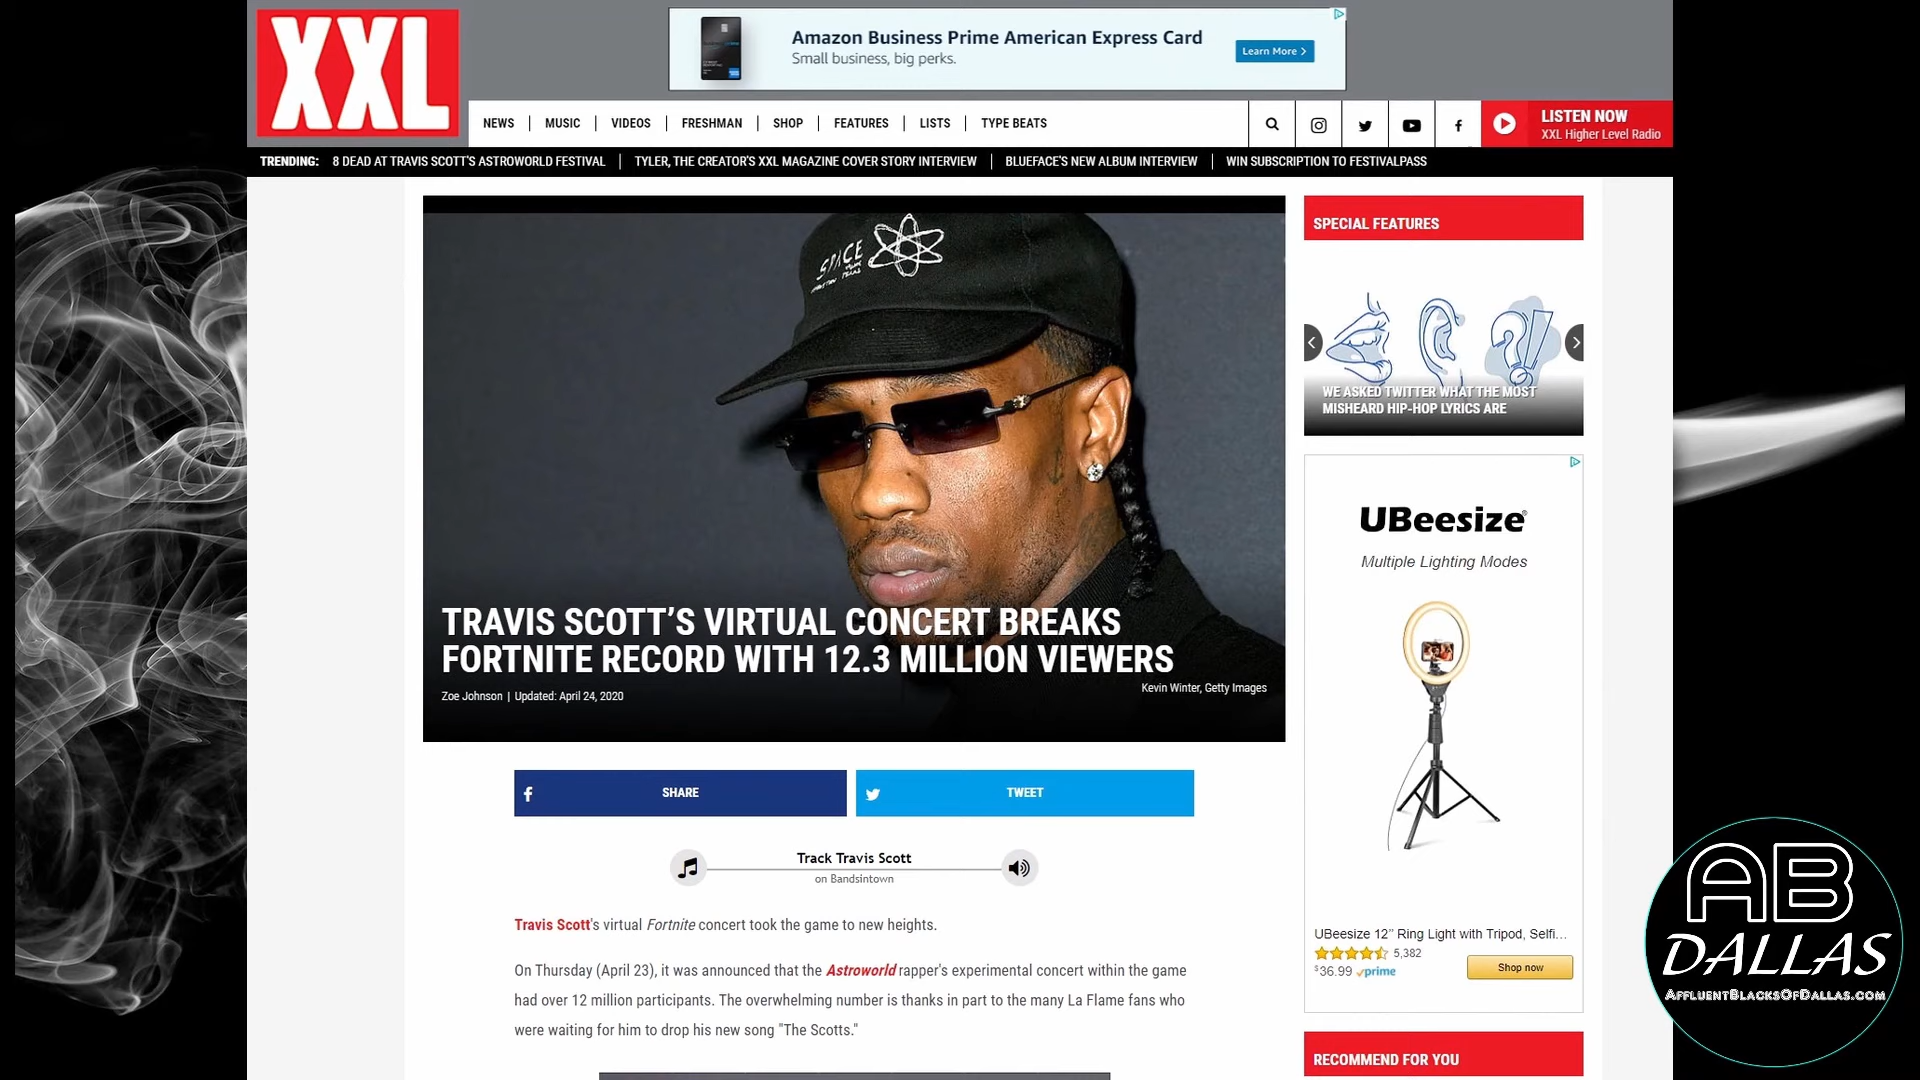 XXL
Amazon Business Prime American Express Card
Small business, big perks.
Learn More >
NEWS | MUSIC | VIDEOS | FRESHMAN | SHOP | FEATURES | LISTS | TYPE BEATS
LISTEN NOW
XXL Higher Level Radio
TRENDING: 8 DEAD AT TRAVIS SCOTT'S ASTROWORLD FESTIVAL | TYLER, THE CREATOR'S XXL MAGAZINE COVER STORY INTERVIEW | BLUEFACE'S NEW ALBUM INTERVIEW | WIN SUBSCRIPTION TO FESTIVALPASS
SPACE
TRAVIS SCOTT'S VIRTUAL CONCERT BREAKS
FORTNITE RECORD WITH 12.3 MILLION VIEWERS
Zoe Johnson | Updated: April 24, 2020
Kevin Winter, Getty Images
SHARE
TWEET
Track Travis Scott
on Bandsintown
Travis Scott's virtual Fortnite concert took the game to new heights.
On Thursday (April 23), it was announced that the Astroworld rapper's experimental concert within the game
had over 12 million participants. The overwhelming number is thanks in part to the many La Flame fans who
were waiting for him to drop his new song "The Scotts."
SPECIAL FEATURES
WE ASKED TWITTER WHAT THE MOST
MISHEARD HIP-HOP LYRICS ARE
UBeesize®
Multiple Lighting Modes
UBeesize 12" Ring Light with Tripod, Selfi...
5,382
$36.99 prime
Shop now
RECOMMEND FOR YOU
AB
DALLAS
AFFLUENTBLACKSOFDALLAS.COM